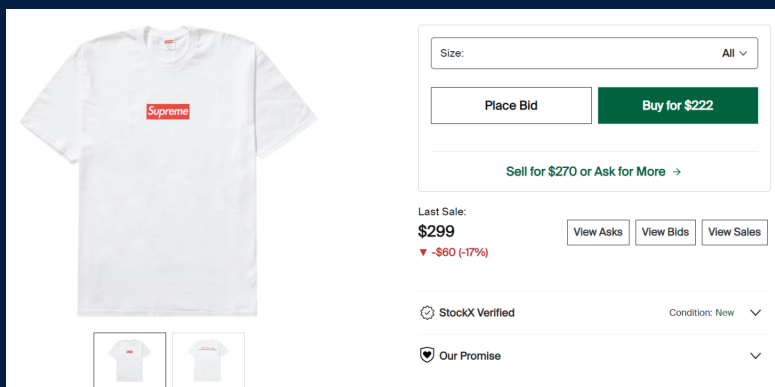 Supreme
Size: All
Place Bid
Buy for $222
Sell for $270 or Ask for More →
Last Sale:
$299
▼ -$60 (-17%)
View Asks
View Bids
View Sales
StockX Verified
Condition: New
Our Promise